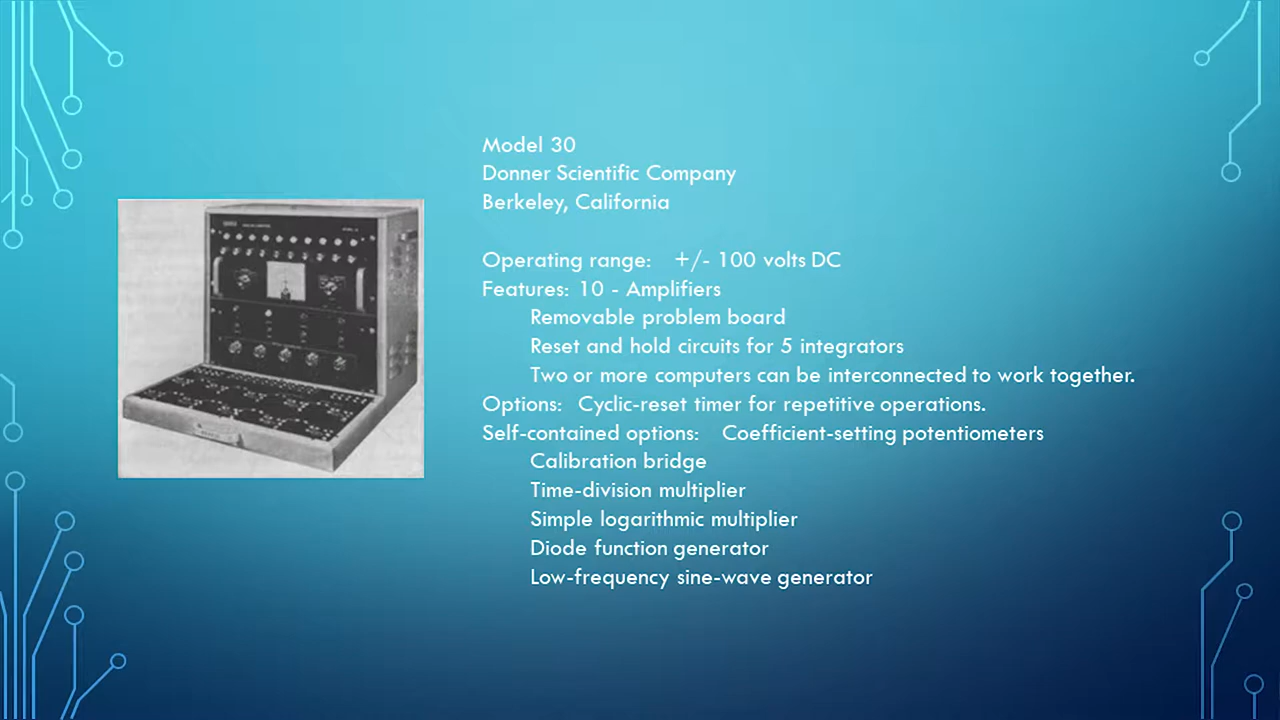 Model 30
Donner Scientific Company
Berkeley, California
Operating range: +/- 100 volts DC
Features: 10 - Amplifiers
Removable problem board
Reset and hold circuits for 5 integrators
Two or more computers can be interconnected to work together.
Options: Cyclic-reset timer for repetitive operations.
Self-contained options: Coefficient-setting potentiometers
Calibration bridge
Time-division multiplier
Simple logarithmic multiplier
Diode function generator
Low-frequency sine-wave generator